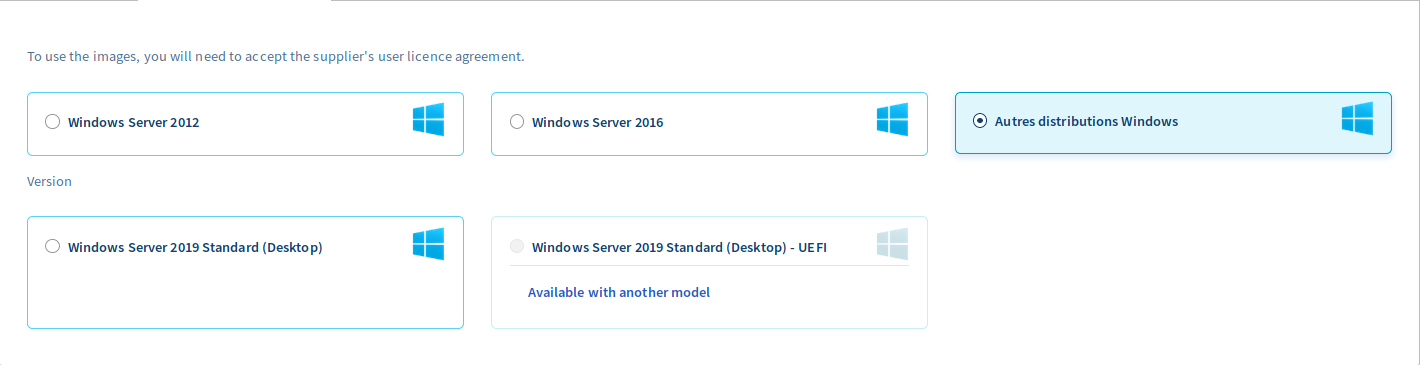 To use the images, you will need to accept the supplier's user licence agreement.
Windows Server 2012
Windows Server 2016
Autres distributions Windows
Version
Windows Server 2019 Standard (Desktop)
Windows Server 2019 Standard (Desktop) - UEFI
Available with another model